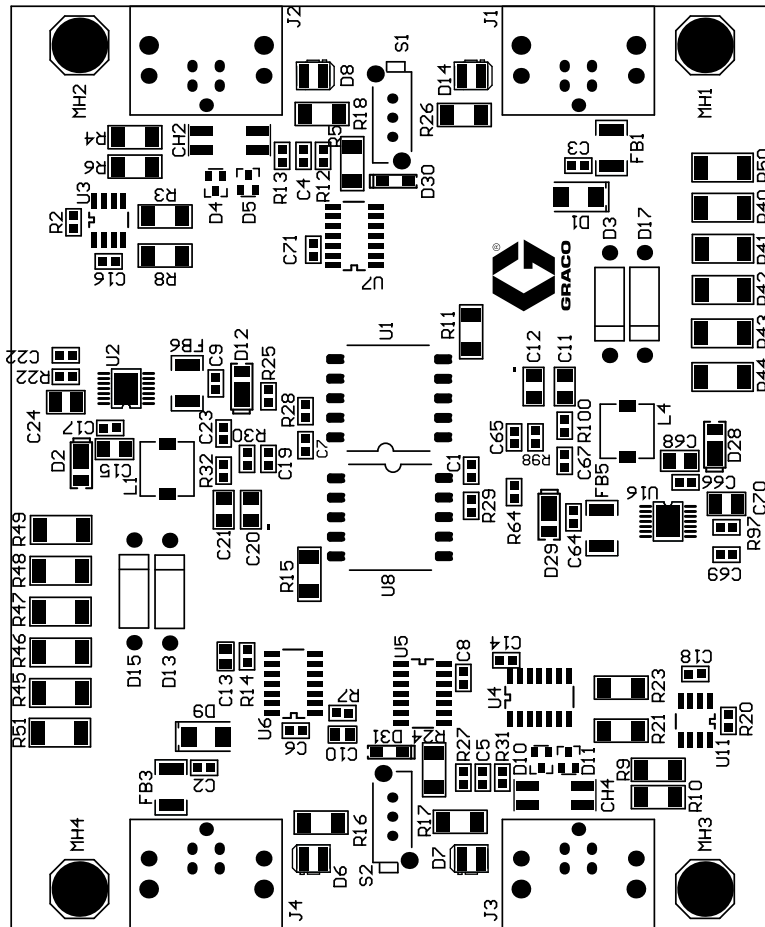 J2
J1
S1
MH2
D8
D14
MH1
R18
R26
R4
CH2
R5
FB1
R6
C3
R50
U3
R13
C4
R12
D30
R3
D4
D5
D1
R40
R2
D3
D17
C16
R8
C71
U7
®
GRACO
R41
R42
R11
U1
R43
C22
U2
FB6
C9
D12
R25
C12
C11
R22
R44
C24
C23
R28
R100
L4
C17
R30
C7
C65
C68
D2
C15
L1
R32
C19
C1
R98
C67
D28
FB5
C66
U16
C70
R49
C21
C20
R29
R64
D29
C64
R97
R48
R15
U8
C69
R47
R46
D15
D13
C13
R14
U5
C8
C14
C18
R45
R7
U4
R23
R51
D9
U6
C6
C10
D31
R24
R21
U11
R20
FB3
C2
R27
C5
R31
D10
D11
R9
R10
CH4
MH4
R16
R17
MH3
D6
S2
D7
J4
J3